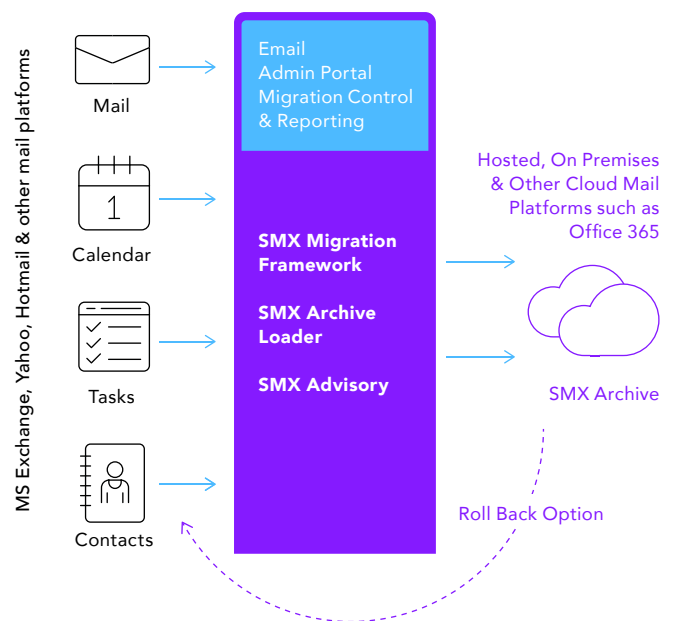 MS Exchange, Yahoo, Hotmail & other mail platforms
Mail
1
Calendar
Tasks
Contacts
Email
Admin Portal
Migration Control
& Reporting
SMX Migration
Framework
SMX Archive
Loader
SMX Advisory
Hosted, On Premises
& Other Cloud Mail
Platforms such as
Office 365
SMX Archive
Roll Back Option